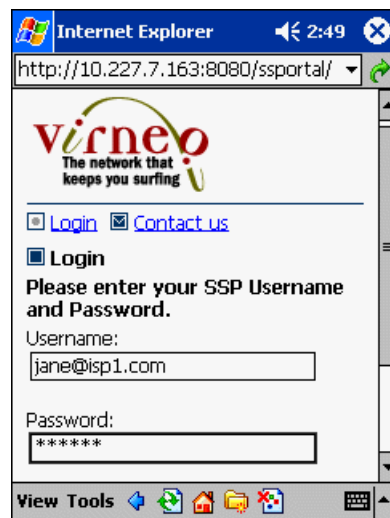 Internet Explorer 2:49
http://10.227.7.163:8080/ssportal/
Virneo
The network that
keeps you surfing
Login Contact us
Login
Please enter your SSP Username
and Password.
Username:
jane@isp1.com
Password:
******
View Tools